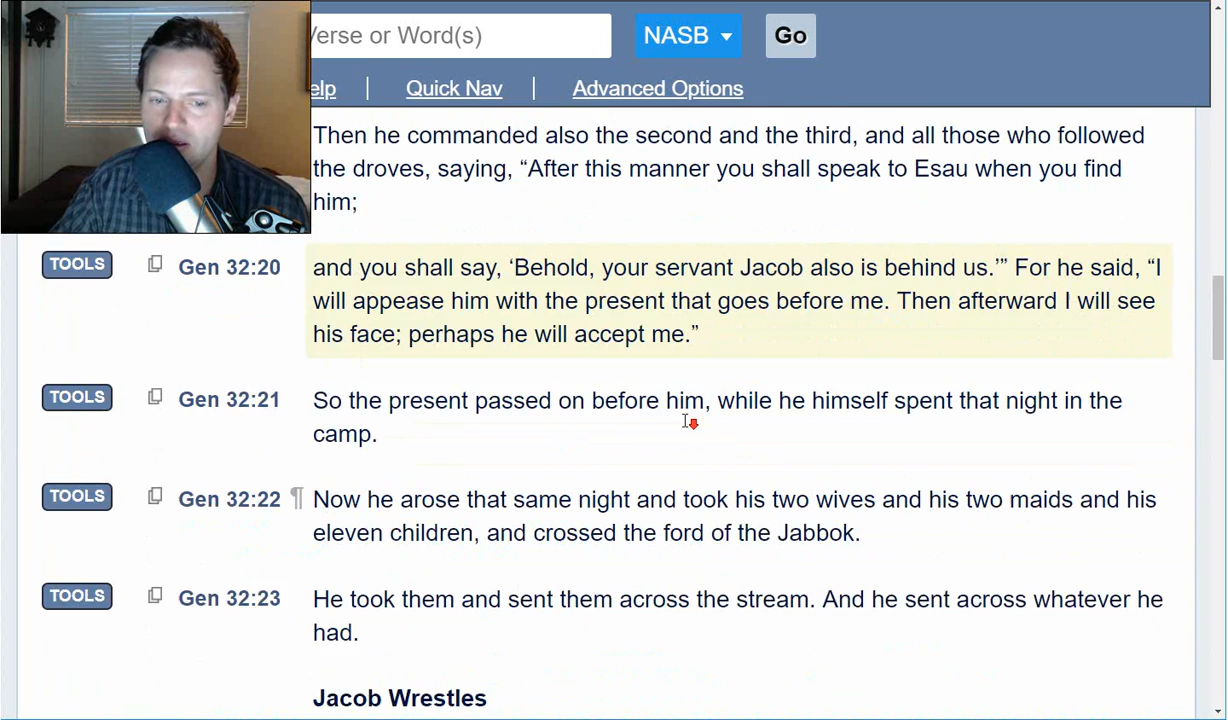 Verse or Word(s) NASB Go
elp | Quick Nav | Advanced Options
Then he commanded also the second and the third, and all those who followed
the droves, saying, “After this manner you shall speak to Esau when you find
him;
TOOLS Gen 32:20 and you shall say, ‘Behold, your servant Jacob also is behind us.’” For he said, “I
will appease him with the present that goes before me. Then afterward I will see
his face; perhaps he will accept me.”
TOOLS Gen 32:21 So the present passed on before him, while he himself spent that night in the
camp.
TOOLS Gen 32:22 ¶ Now he arose that same night and took his two wives and his two maids and his
eleven children, and crossed the ford of the Jabbok.
TOOLS Gen 32:23 He took them and sent them across the stream. And he sent across whatever he
had.
Jacob Wrestles